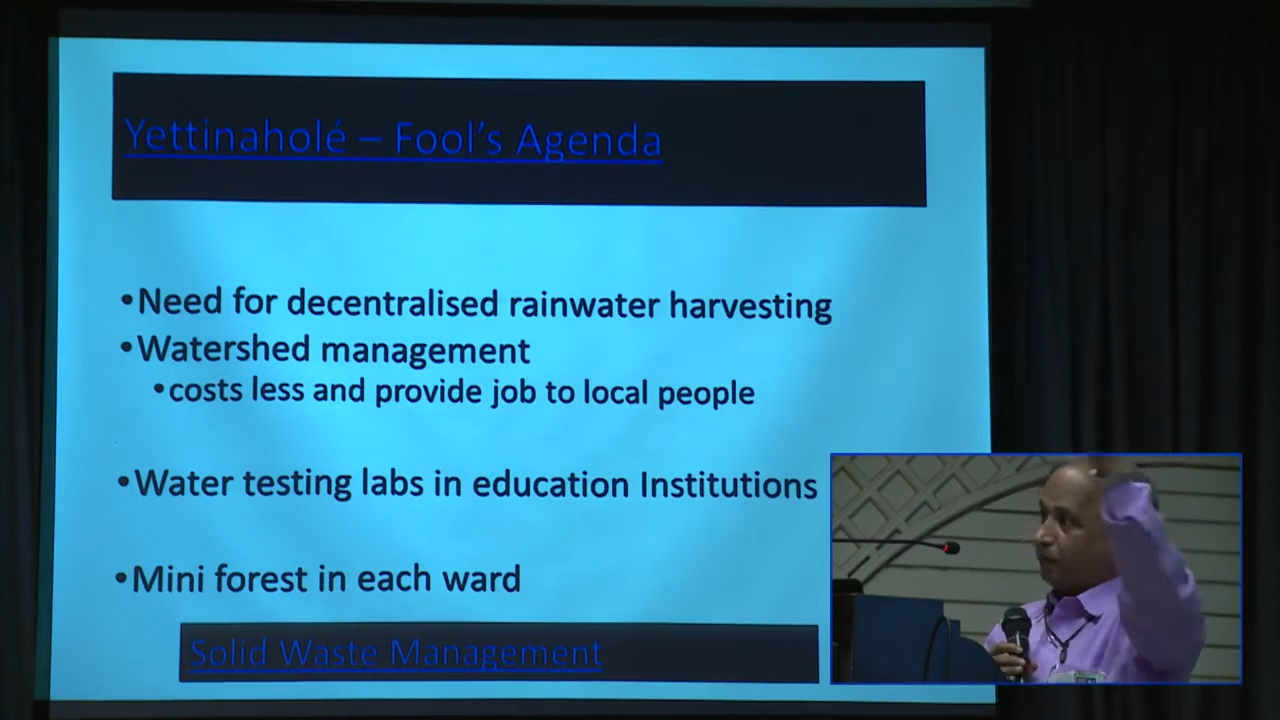 Yettinaholé – Fool's Agenda
•Need for decentralised rainwater harvesting
•Watershed management
•costs less and provide job to local people
•Water testing labs in education Institutions
•Mini forest in each ward
Solid Waste Management